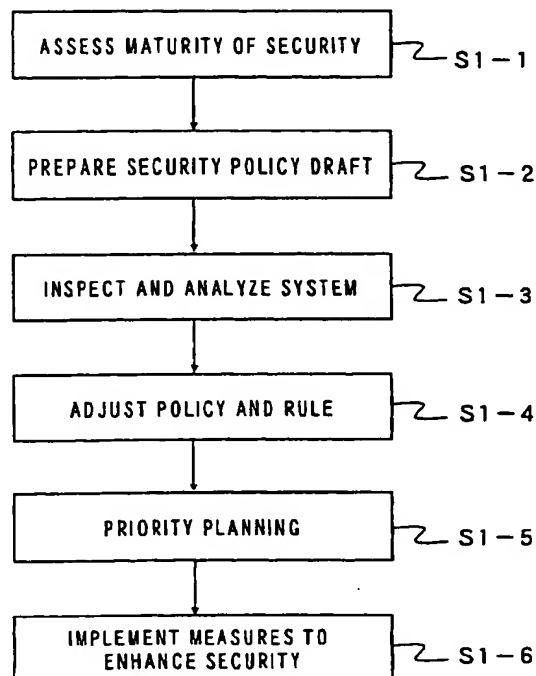 ASSESS MATURITY OF SECURITY
S1-1
PREPARE SECURITY POLICY DRAFT
S1-2
INSPECT AND ANALYZE SYSTEM
S1-3
ADJUST POLICY AND RULE
S1-4
PRIORITY PLANNING
S1-5
IMPLEMENT MEASURES TO
ENHANCE SECURITY
S1-6